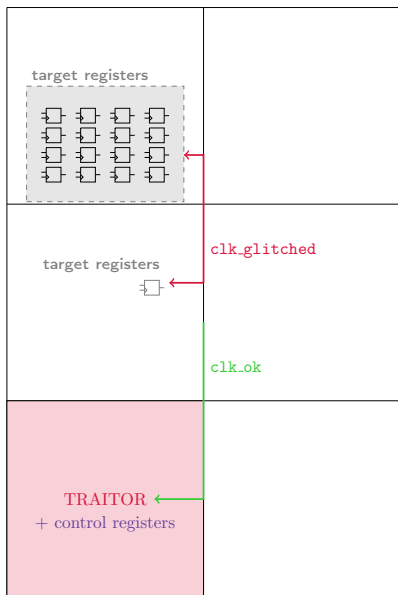 target registers
clk_glitched
target registers
clk_ok
TRAITOR
+ control registers